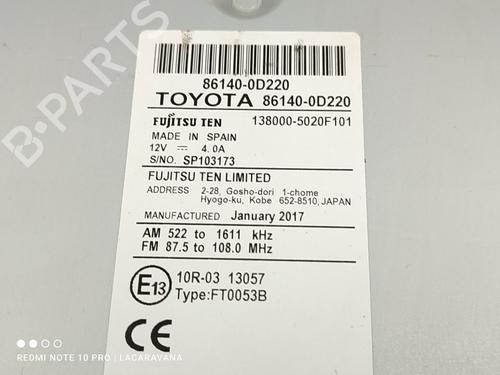 B-PARTS
86140-0D220
TOYOTA 86140-0D220
FUJITSU TEN 138000-5020F101
MADE IN SPAIN
12V ⎓ 4.0A
S/NO. SP103173
FUJITSU TEN LIMITED
ADDRESS 2-28, Gosho-dori 1-chome
Hyogo-ku, Kobe 652-8510, JAPAN
MANUFACTURED January 2017
AM 522 to 1611 kHz
FM 87.5 to 108.0 MHz
E13 10R-03 13057
Type:FT0053B
CE
REDMI NOTE 10 PRO | LACARAVANA